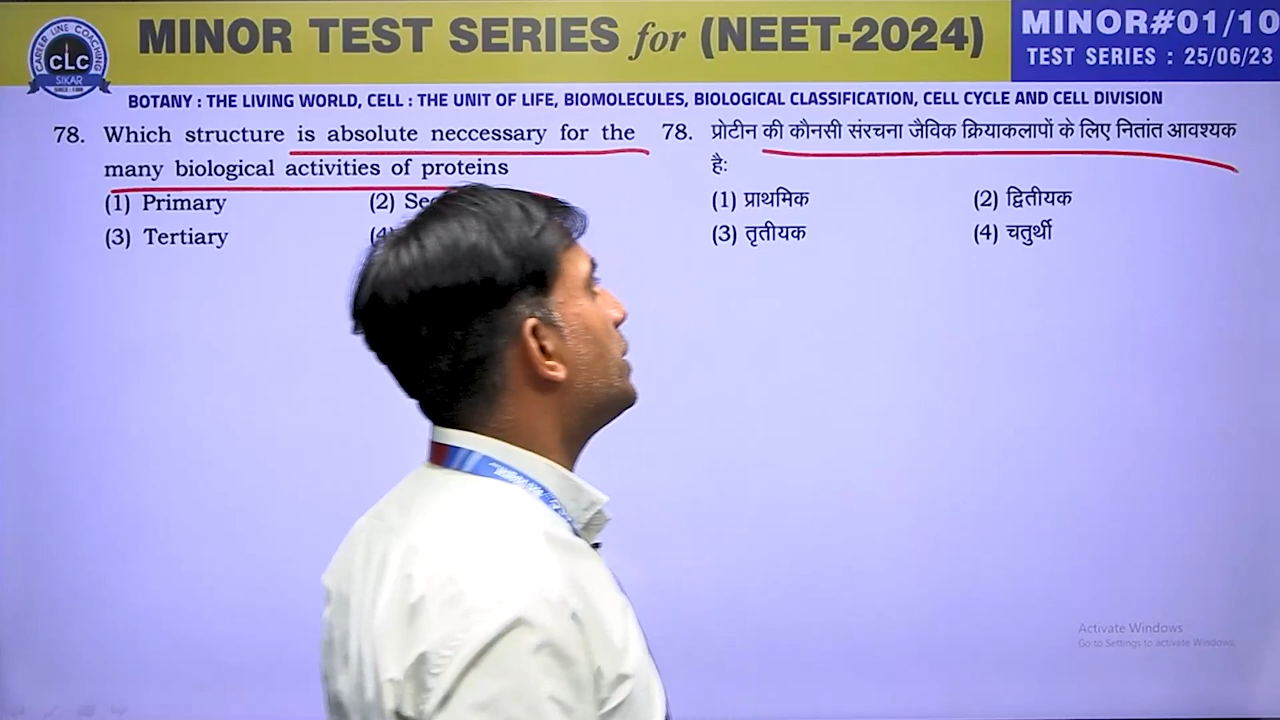 CAREER LINE COACHING
CLC
SIKAR
MINOR TEST SERIES for (NEET-2024)
MINOR#01/10
TEST SERIES : 25/06/23
BOTANY : THE LIVING WORLD, CELL : THE UNIT OF LIFE, BIOMOLECULES, BIOLOGICAL CLASSIFICATION, CELL CYCLE AND CELL DIVISION
78. Which structure is absolute neccessary for the
many biological activities of proteins
(1) Primary (2)
(3) Tertiary
78. प्रोटीन की कौनसी संरचना जैविक क्रियाकलापों के लिए नितांत आवश्यक
है:
(1) प्राथमिक (2) द्वितीयक
(3) तृतीयक (4) चतुर्थी
Activate Windows
Go to Settings to activate Windows.